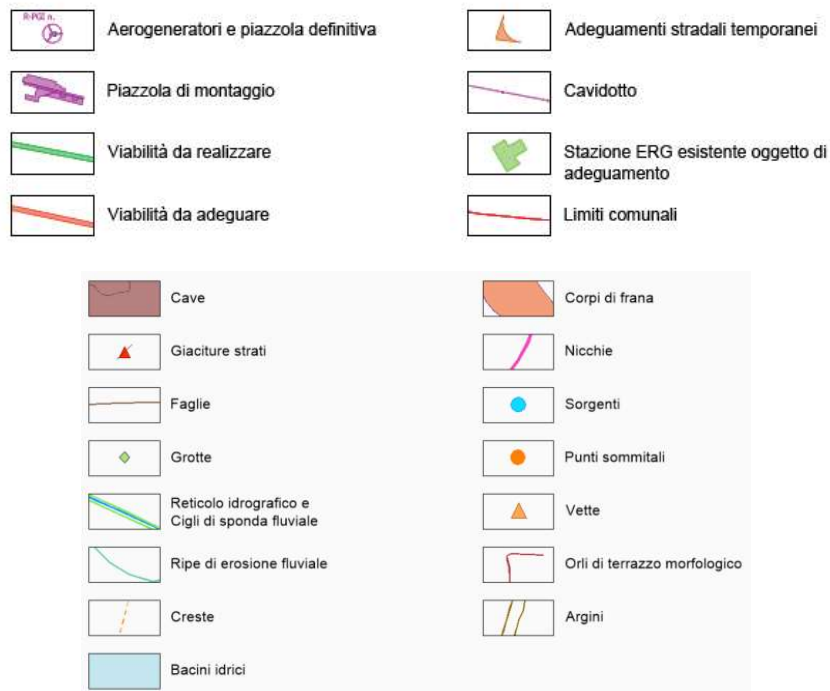 R-PGI n.
Aerogeneratori e piazzola definitiva
Piazzola di montaggio
Viabilità da realizzare
Viabilità da adeguare
Adeguamenti stradali temporanei
Cavidotto
Stazione ERG esistente oggetto di
adeguamento
Limiti comunali
Cave
Giaciture strati
Faglie
Grotte
Reticolo idrografico e
Cigli di sponda fluviale
Ripe di erosione fluviale
Creste
Bacini idrici
Corpi di frana
Nicchie
Sorgenti
Punti sommitali
Vette
Orli di terrazzo morfologico
Argini